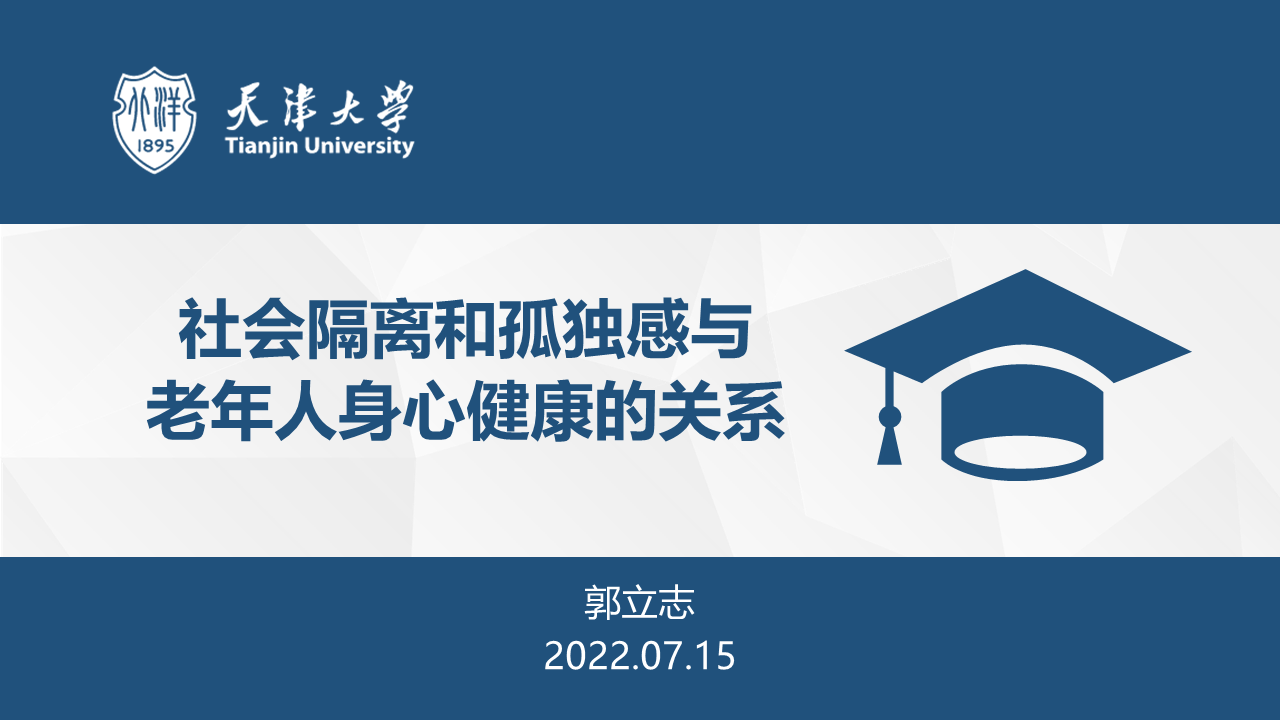 北洋
1895
天津大学
Tianjin University
社会隔离和孤独感与
老年人身心健康的关系
郭立志
2022.07.15